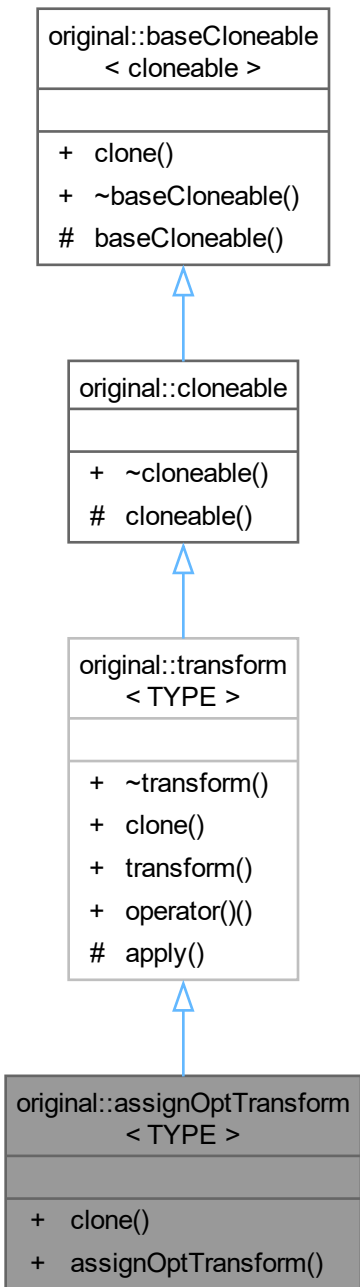 original::baseCloneable
< cloneable >
+ clone()
+ ~baseCloneable()
# baseCloneable()
original::cloneable
+ ~cloneable()
# cloneable()
original::transform
< TYPE >
+ ~transform()
+ clone()
+ transform()
+ operator()()
# apply()
original::assignOptTransform
< TYPE >
+ clone()
+ assignOptTransform()